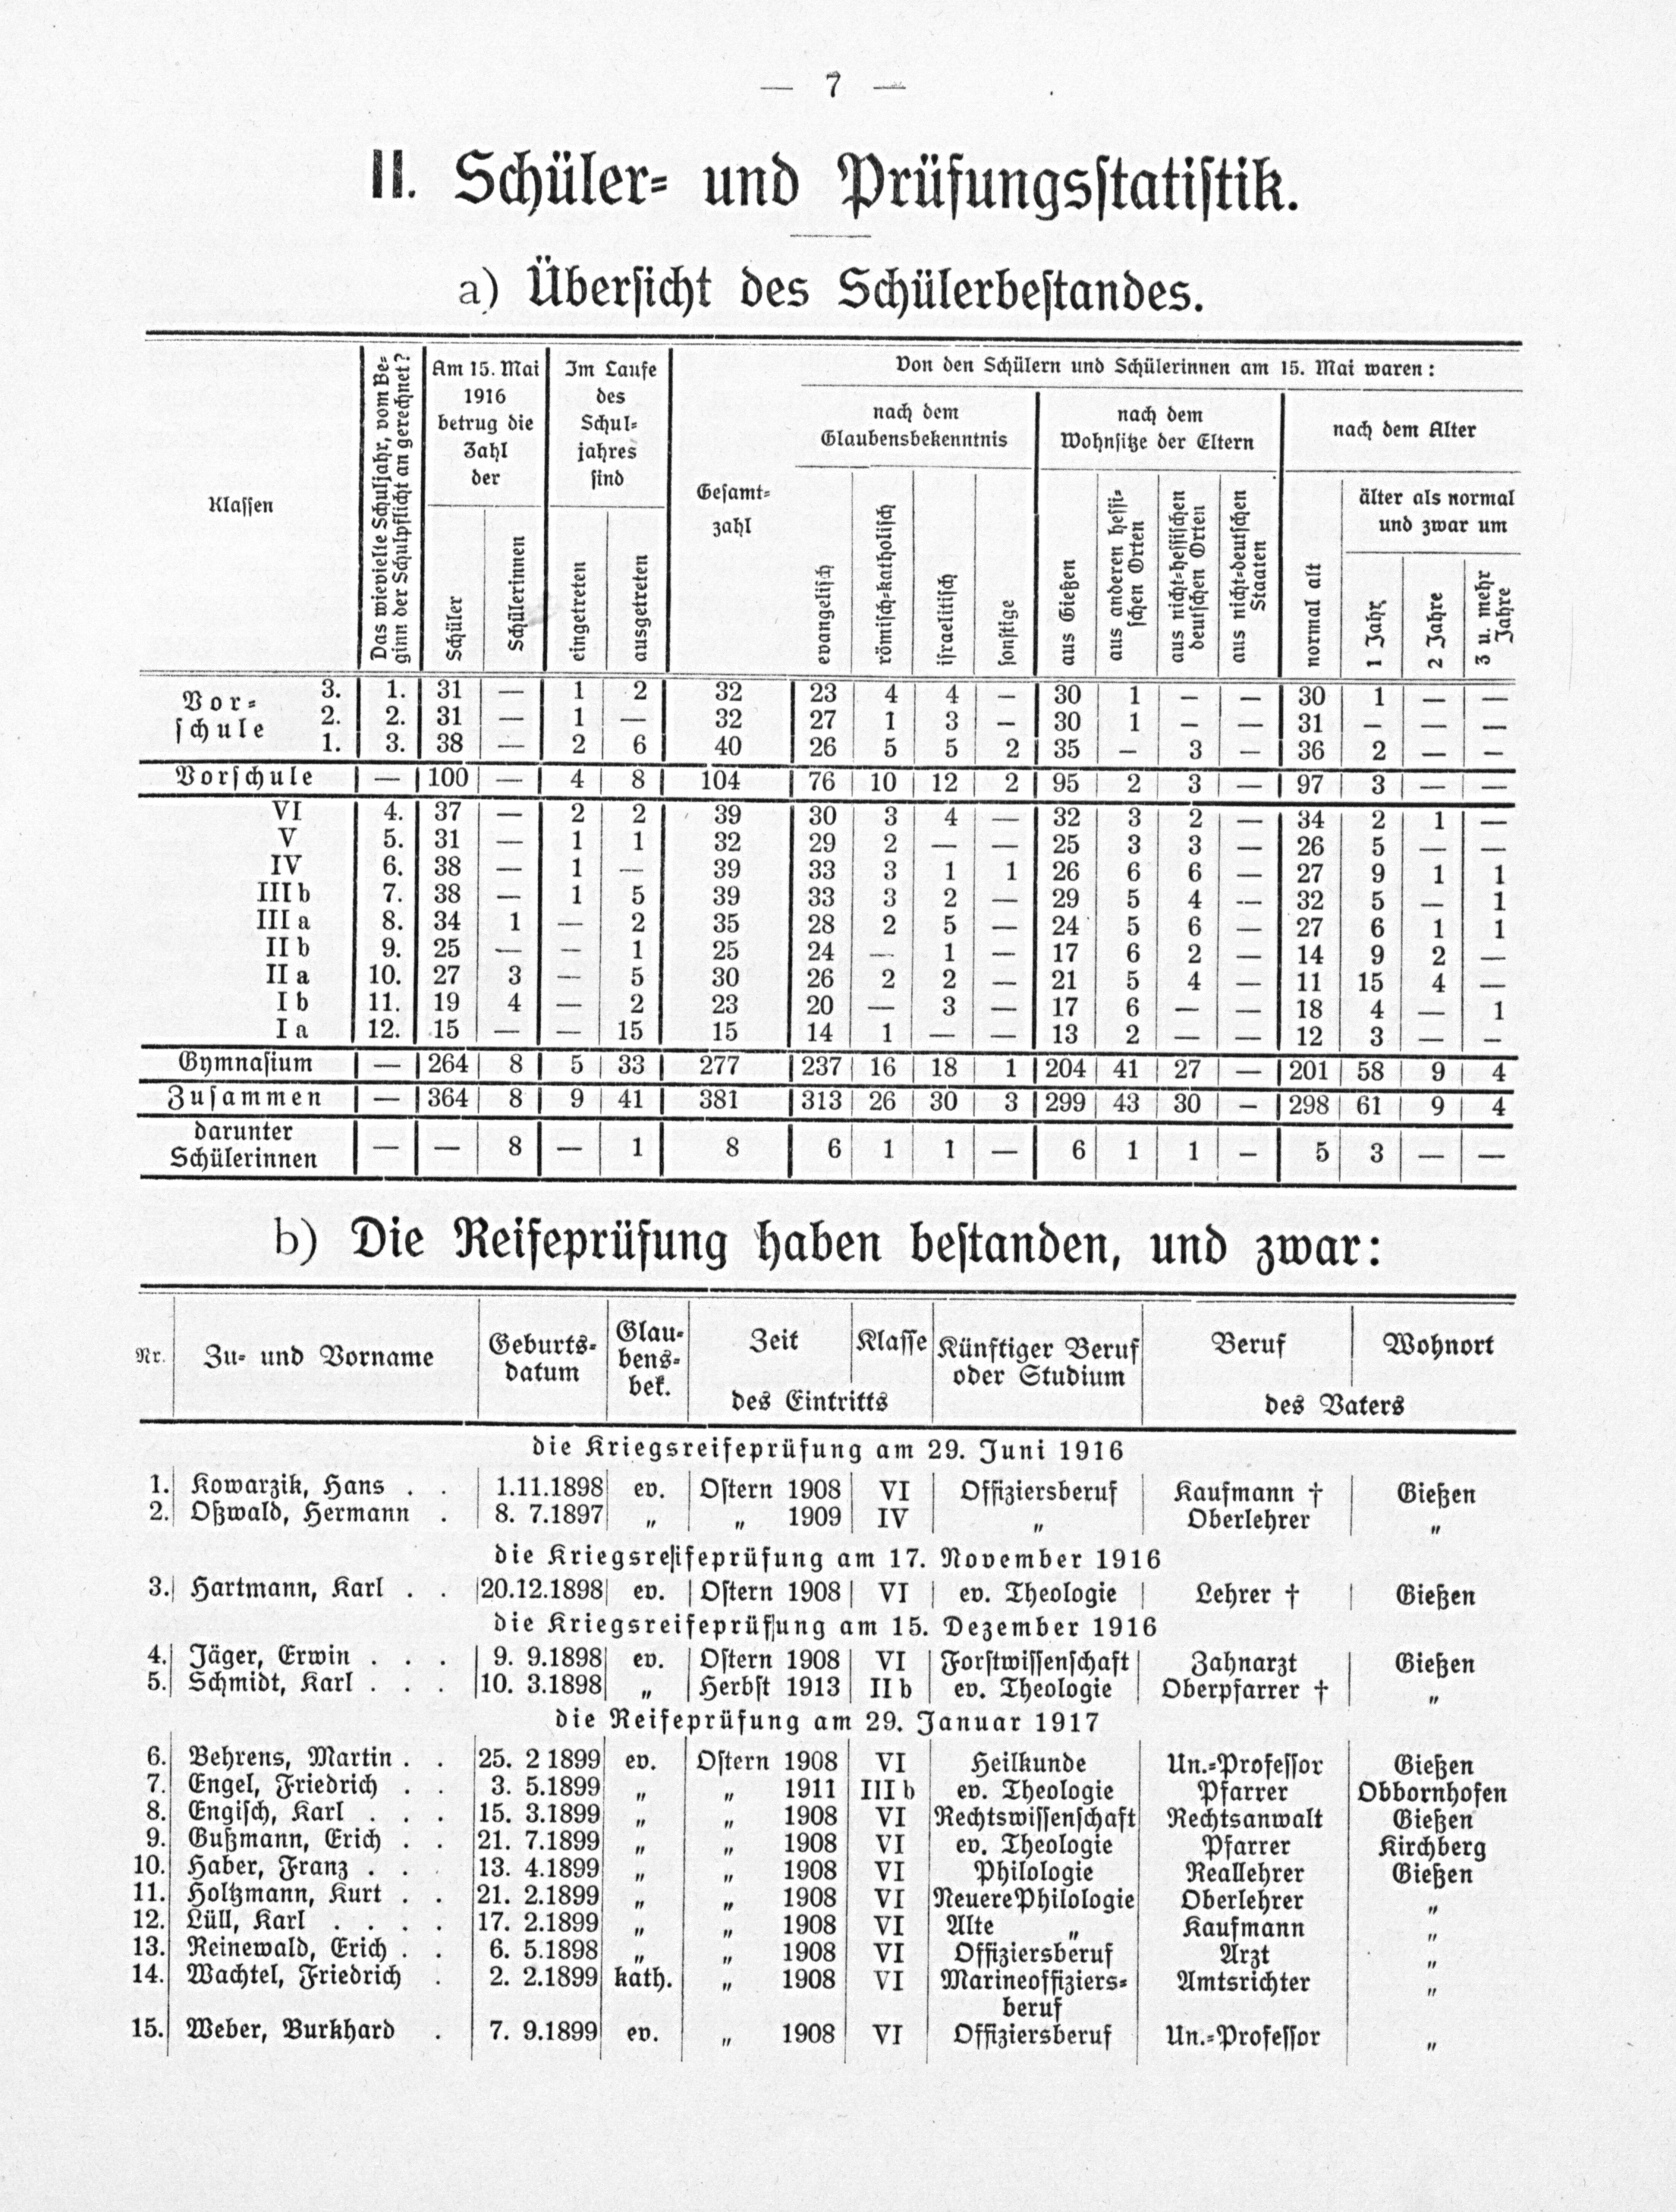 — 7 —
II. Schüler- und Prüfungsstatistik.
a) Übersicht des Schülerbestandes.
Klassen
Das wievielte Schuljahr, vom Be-
ginn der Schulpflicht an gerechnet?
Am 15. Mai
1916
betrug die
Zahl
der
Schüler
Schülerinnen
Im Laufe
des
Schul-
jahres
sind
eingetreten
ausgetreten
Gesamt-
zahl
Von den Schülern und Schülerinnen am 15. Mai waren:
nach dem
Glaubensbekenntnis
evangelisch
römisch-katholisch
israelitisch
sonstige
nach dem
Wohnsitze der Eltern
aus Gießen
aus anderen hessi-
schen Orten
aus nicht-hessischen
deutschen Orten
aus nicht-deutschen
Staaten
nach dem Alter
normal alt
älter als normal
und zwar um
1 Jahr
2 Jahre
3 u. mehr
Jahre
Vor-
schule
3. 1. 31 — 1 2 32 23 4 4 — 30 1 — — 30 1 — —
2. 2. 31 — 1 — 32 27 1 3 — 30 1 — — 31 — — —
1. 3. 38 — 2 6 40 26 5 5 2 35 — 3 — 36 2 — —
Vorschule — 100 — 4 8 104 76 10 12 2 95 2 3 — 97 3 — —
VI 4. 37 — 2 2 39 30 3 4 — 32 3 2 — 34 2 1 —
V 5. 31 — 1 1 32 29 2 — — 25 3 3 — 26 5 — —
IV 6. 38 — 1 — 39 33 3 1 1 26 6 6 — 27 9 1 1
III b 7. 38 — 1 5 39 33 3 2 — 29 5 4 — 32 5 — 1
III a 8. 34 1 — 2 35 28 2 5 — 24 5 6 — 27 6 1 1
II b 9. 25 — — 1 25 24 — 1 — 17 6 2 — 14 9 2 —
II a 10. 27 3 — 5 30 26 2 2 — 21 5 4 — 11 15 4 —
I b 11. 19 4 — 2 23 20 — 3 — 17 6 — — 18 4 — 1
I a 12. 15 — — 15 15 14 1 — — 13 2 — — 12 3 — —
Gymnasium — 264 8 5 33 277 237 16 18 1 204 41 27 — 201 58 9 4
Zusammen — 364 8 9 41 381 313 26 30 3 299 43 30 — 298 61 9 4
darunter
Schülerinnen — — 8 — 1 8 6 1 1 — 6 1 1 — 5 3 — —
b) Die Reifeprüfung haben bestanden, und zwar:
Nr.
Zu- und Vorname
Geburts-
datum
Glau-
bens-
bek.
Zeit
Klasse
des Eintritts
Künftiger Beruf
oder Studium
Beruf
Wohnort
des Vaters
die Kriegsreifeprüfung am 29. Juni 1916
1. Kowarzik, Hans . . 1.11.1898 ev. Ostern 1908 VI Offiziersberuf Kaufmann † Gießen
2. Oßwald, Hermann . 8. 7.1897 „ „ 1909 IV „ Oberlehrer „
die Kriegsreifeprüfung am 17. November 1916
3. Hartmann, Karl . . 20.12.1898 ev. Ostern 1908 VI ev. Theologie Lehrer † Gießen
die Kriegsreifeprüfung am 15. Dezember 1916
4. Jäger, Erwin . . . 9. 9.1898 ev. Ostern 1908 VI Forstwissenschaft Zahnarzt Gießen
5. Schmidt, Karl . . . 10. 3.1898 „ Herbst 1913 II b ev. Theologie Oberpfarrer † „
die Reifeprüfung am 29. Januar 1917
6. Behrens, Martin . . 25. 2 1899 ev. Ostern 1908 VI Heilkunde Un.-Professor Gießen
7. Engel, Friedrich . . 3. 5.1899 „ „ 1911 III b ev. Theologie Pfarrer Obbornhofen
8. Engisch, Karl . . . 15. 3.1899 „ „ 1908 VI Rechtswissenschaft Rechtsanwalt Gießen
9. Gußmann, Erich . . 21. 7.1899 „ „ 1908 VI ev. Theologie Pfarrer Kirchberg
10. Haber, Franz . . . 13. 4.1899 „ „ 1908 VI Philologie Reallehrer Gießen
11. Holtzmann, Kurt . . 21. 2.1899 „ „ 1908 VI Neuere Philologie Oberlehrer „
12. Lüll, Karl . . . . 17. 2.1899 „ „ 1908 VI Alte „ Kaufmann „
13. Reinewald, Erich . . 6. 5.1898 „ „ 1908 VI Offiziersberuf Arzt „
14. Wachtel, Friedrich . 2. 2.1899 kath. „ 1908 VI Marineoffiziers- Amtsrichter „
beruf
15. Weber, Burkhard . 7. 9.1899 ev. „ 1908 VI Offiziersberuf Un.-Professor „